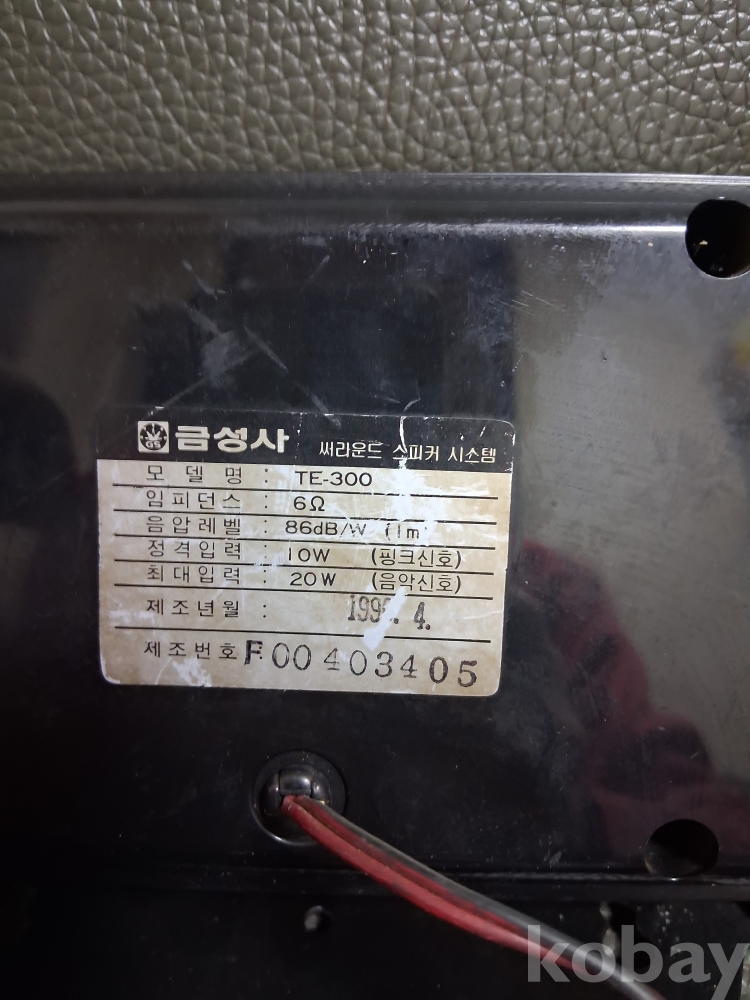 GS 금성사 써라운드 스피커 시스템
모델명 : TE-300
임피던스 : 6Ω
음압레벨 : 86dB/W (1m)
정격입력 : 10W (핑크신호)
최대입력 : 20W (음악신호)
제조년월 : 4.
제조번호 : F00403405
kobay